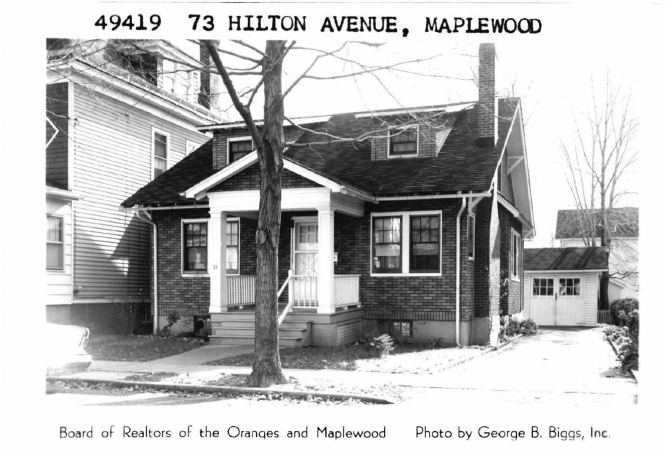 49419 73 HILTON AVENUE, MAPLEWOOD
Board of Realtors of the Oranges and Maplewood Photo by George B. Biggs, Inc.